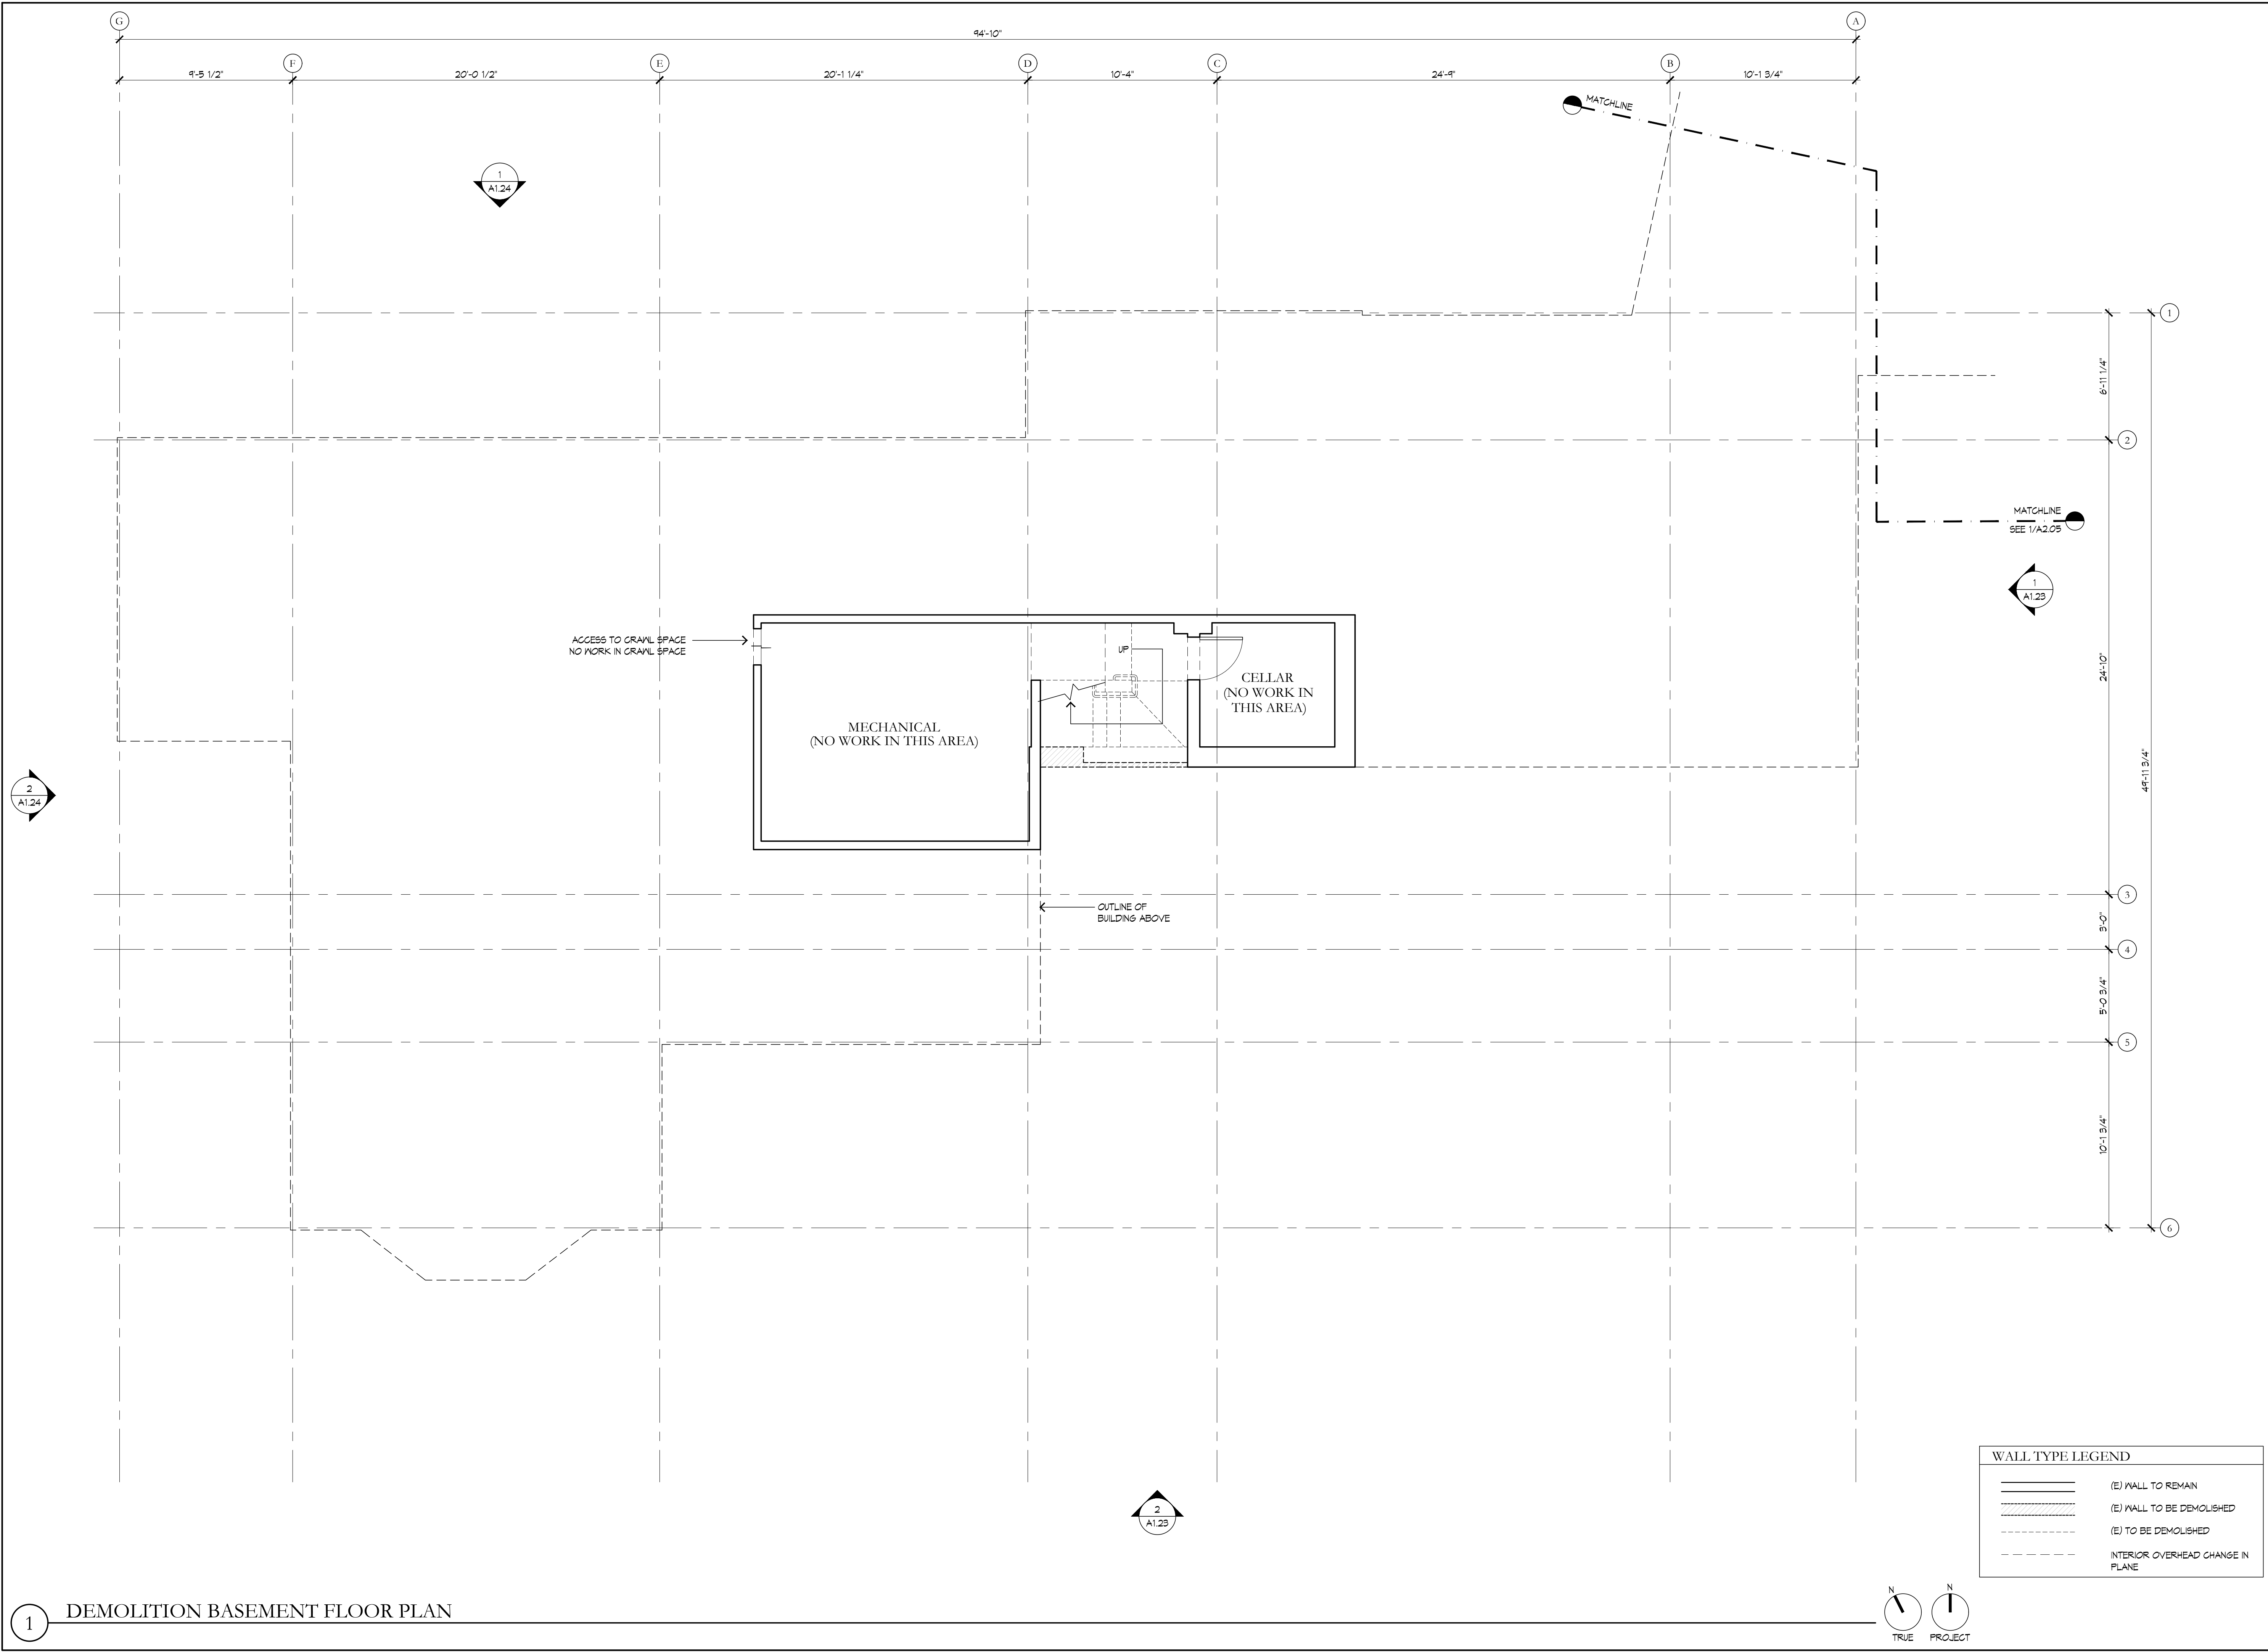 G
A
94'-10"
F
E
D
C
B
9'-5 1/2"
20'-0 1/2"
20'-1 1/4"
10'-4"
24'-9"
10'-1 3/4"
MATCHLINE
1
A1.24
1
6'-11 1/4"
2
MATCHLINE
SEE 1/A2.05
1
A1.23
ACCESS TO CRAWL SPACE
NO WORK IN CRAWL SPACE
UP
CELLAR
(NO WORK IN
THIS AREA)
24'-10"
MECHANICAL
(NO WORK IN THIS AREA)
49'-11 3/4"
2
A1.24
3
OUTLINE OF
BUILDING ABOVE
3'-0"
4
5'-0 3/4"
5
10'-1 3/4"
6
WALL TYPE LEGEND
(E) WALL TO REMAIN
(E) WALL TO BE DEMOLISHED
(E) TO BE DEMOLISHED
INTERIOR OVERHEAD CHANGE IN
PLANE
2
A1.23
1
DEMOLITION BASEMENT FLOOR PLAN
N
TRUE
N
PROJECT